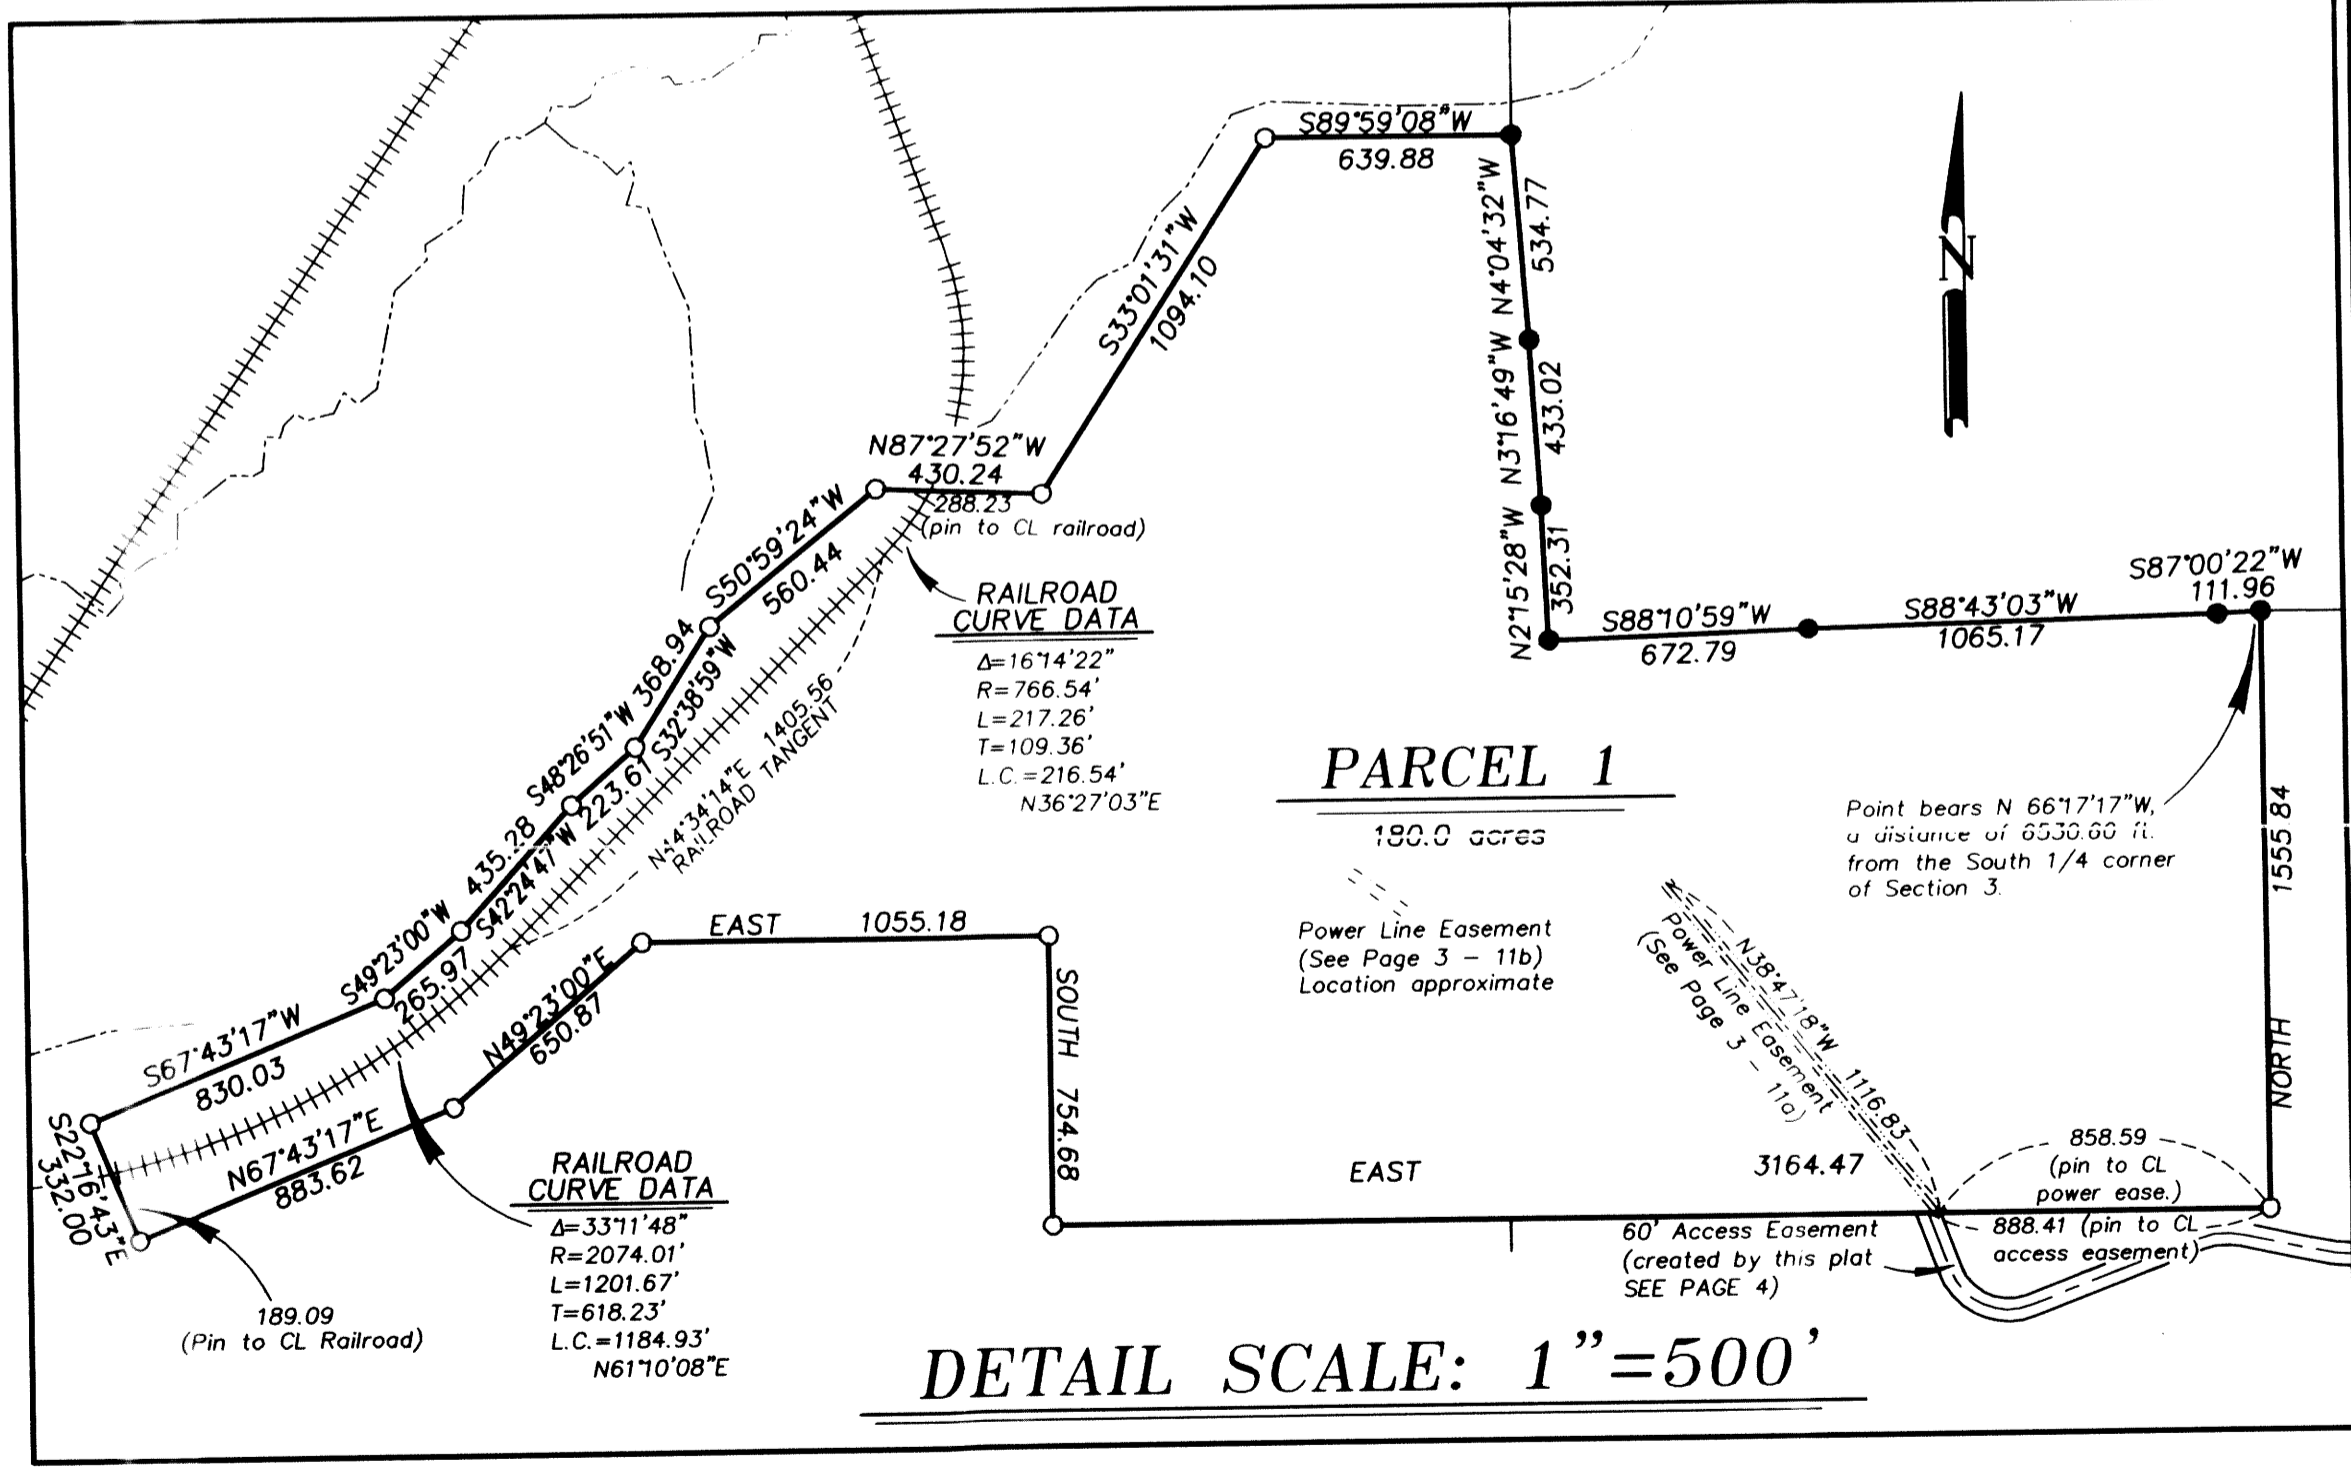 S89°59'08"W
639.88
N4°04'32"W
534.77
S33°01'31"W
1094.10
N
N3°16'49"W
433.02
N87°27'52"W
430.24
288.23
(pin to CL railroad)
N2°15'28"W
352.31
S50°59'24"W
560.44
S87°00'22"W
111.96
S88°10'59"W
672.79
S88°43'03"W
1065.17
RAILROAD
CURVE DATA
Δ=16°14'22"
R=766.54'
L=217.26'
T=109.36'
L.C.=216.54'
N36°27'03"E
S32°38'59"W
368.94
S48°26'51"W
223.61
1405.56
N44°34'14"E
RAILROAD TANGENT
PARCEL 1
180.0 acres
Point bears N 66°17'17"W,
a distance of 6530.60 ft.
from the South 1/4 corner
of Section 3.
1555.84
NORTH
S42°24'47"W
435.28
S49°23'00"W
265.97
EAST 1055.18
Power Line Easement
(See Page 3 - 11b)
Location approximate
N38°47'18"W 1116.83
Power Line Easement
(See Page 3 - 11a)
N49°23'00"E
650.87
SOUTH 754.68
S67°43'17"W
830.03
S22°16'43"E
332.00
N67°43'17"E
883.62
EAST 3164.47
858.59
(pin to CL
power ease.)
RAILROAD
CURVE DATA
Δ=33°11'48"
R=2074.01'
L=1201.67'
T=618.23'
L.C.=1184.93'
N61°10'08"E
60' Access Easement
(created by this plat
SEE PAGE 4)
888.41 (pin to CL
access easement)
189.09
(Pin to CL Railroad)
DETAIL SCALE: 1"=500'